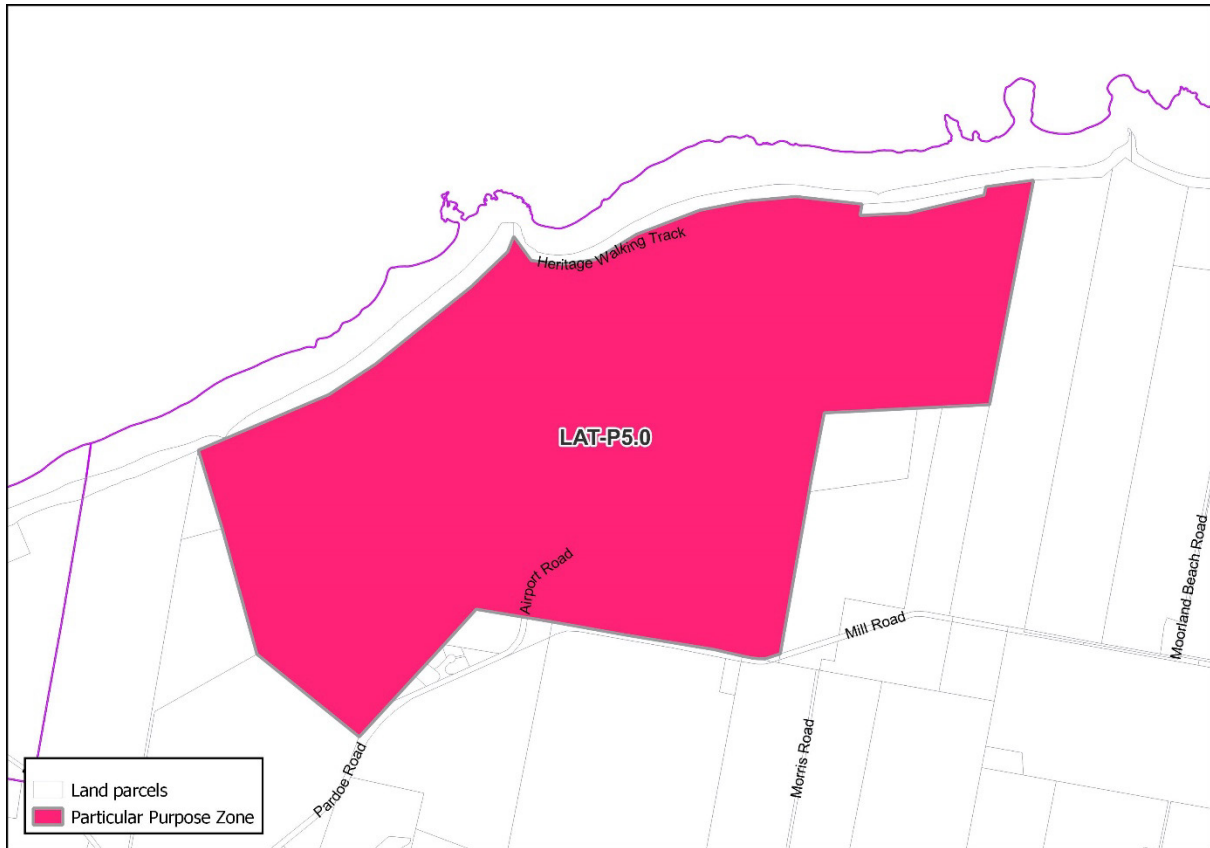 Heritage Walking Track
LAT-P5.0
Airport Road
Mill Road
Moorland Beach Road
Morris Road
Pardoe Road
Land parcels
Particular Purpose Zone